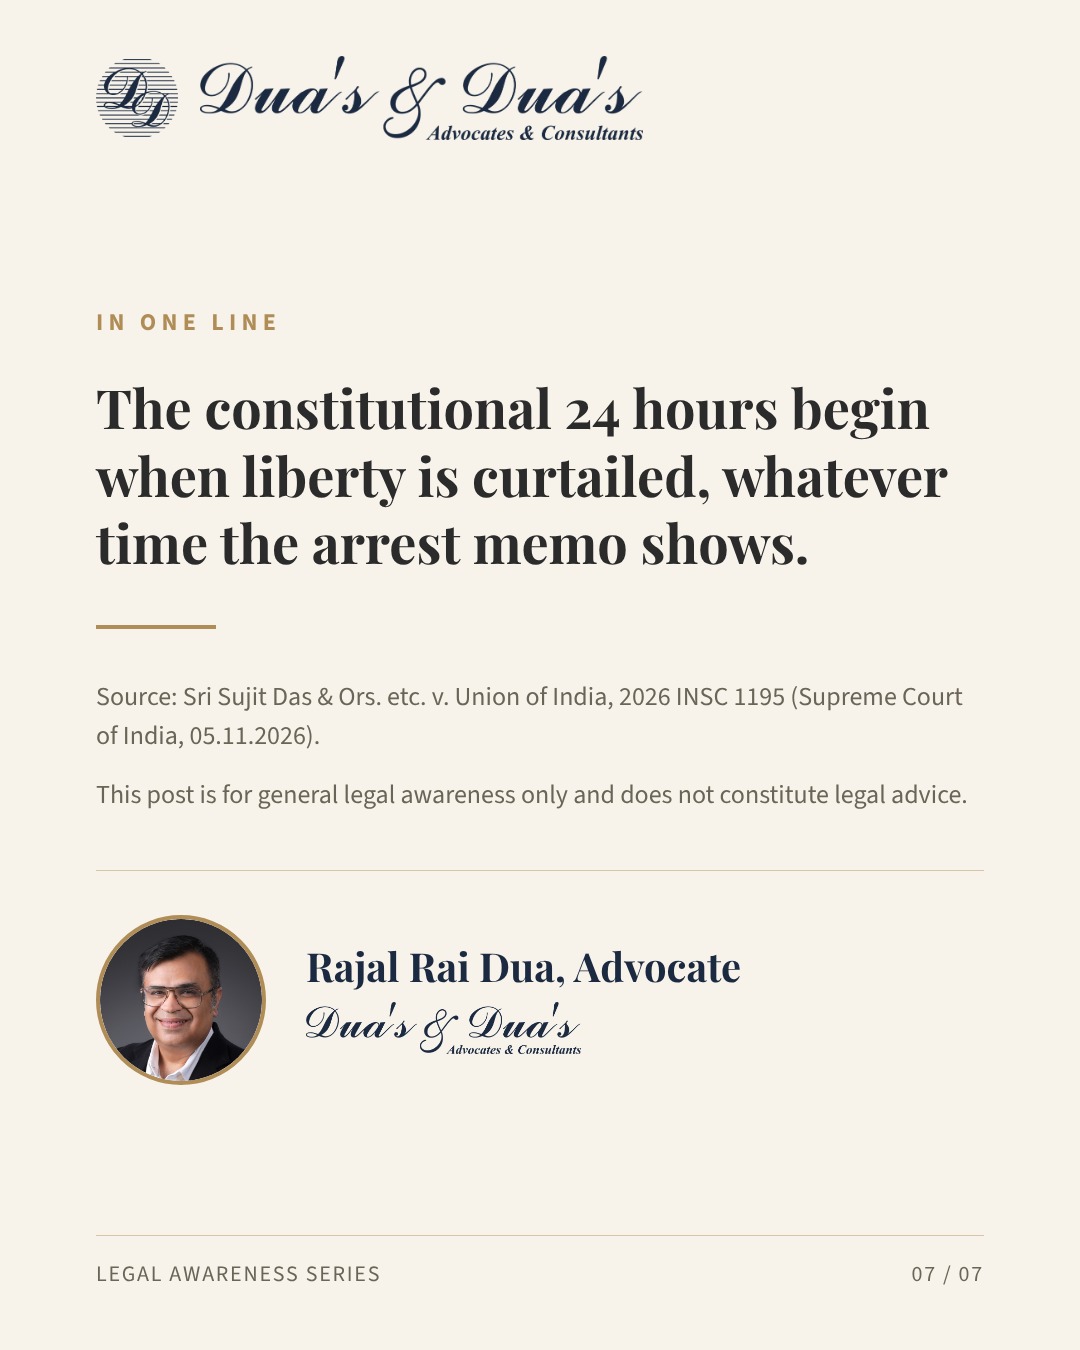 DD Dua's & Dua's
Advocates & Consultants
IN ONE LINE
The constitutional 24 hours begin
when liberty is curtailed, whatever
time the arrest memo shows.
Source: Sri Sujit Das & Ors. etc. v. Union of India, 2026 INSC 1195 (Supreme Court
of India, 05.11.2026).
This post is for general legal awareness only and does not constitute legal advice.
Rajal Rai Dua, Advocate
Dua's & Dua's
Advocates & Consultants
LEGAL AWARENESS SERIES
07 / 07